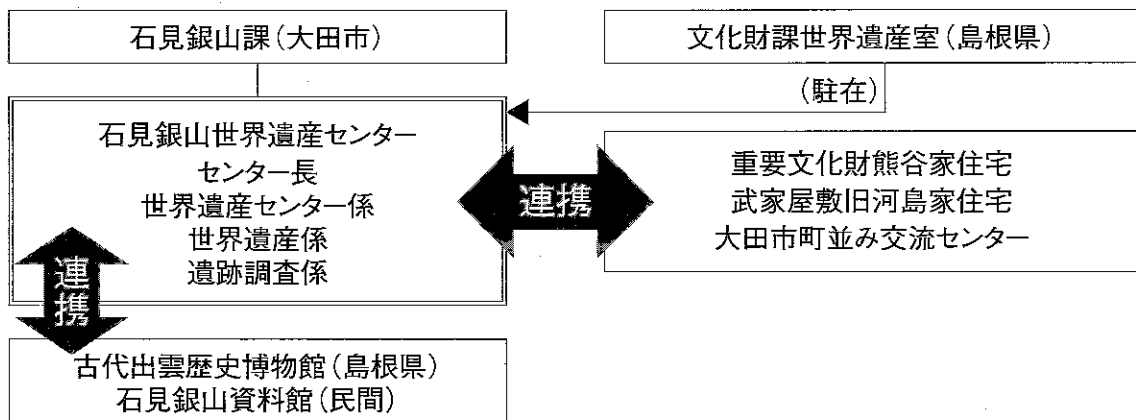 石見銀山課(大田市)
文化財課世界遺産室(島根県)
(駐在)
石見銀山世界遺産センター
センター長
世界遺産センター係
世界遺産係
遺跡調査係
連携
重要文化財熊谷家住宅
武家屋敷旧河島家住宅
大田市町並み交流センター
連携
古代出雲歴史博物館(島根県)
石見銀山資料館(民間)